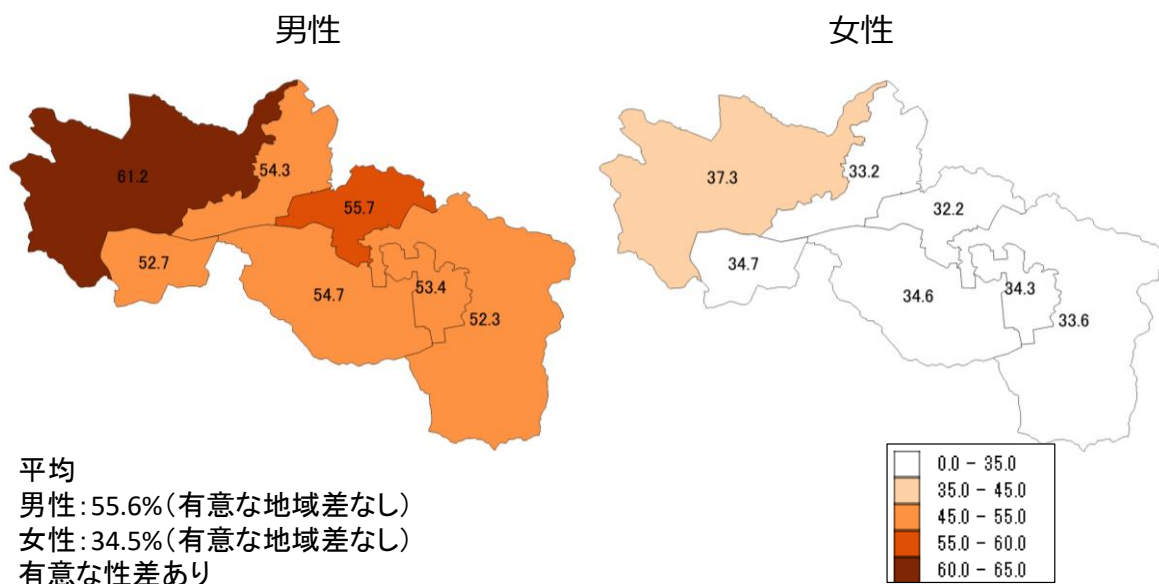 男性
女性
61.2
54.3
55.7
52.7
54.7
53.4
52.3
37.3
33.2
32.2
34.7
34.6
34.3
33.6
平均
男性：55.6%（有意な地域差なし）
女性：34.5%（有意な地域差なし）
有意な性差あり
0.0 - 35.0
35.0 - 45.0
45.0 - 55.0
55.0 - 60.0
60.0 - 65.0